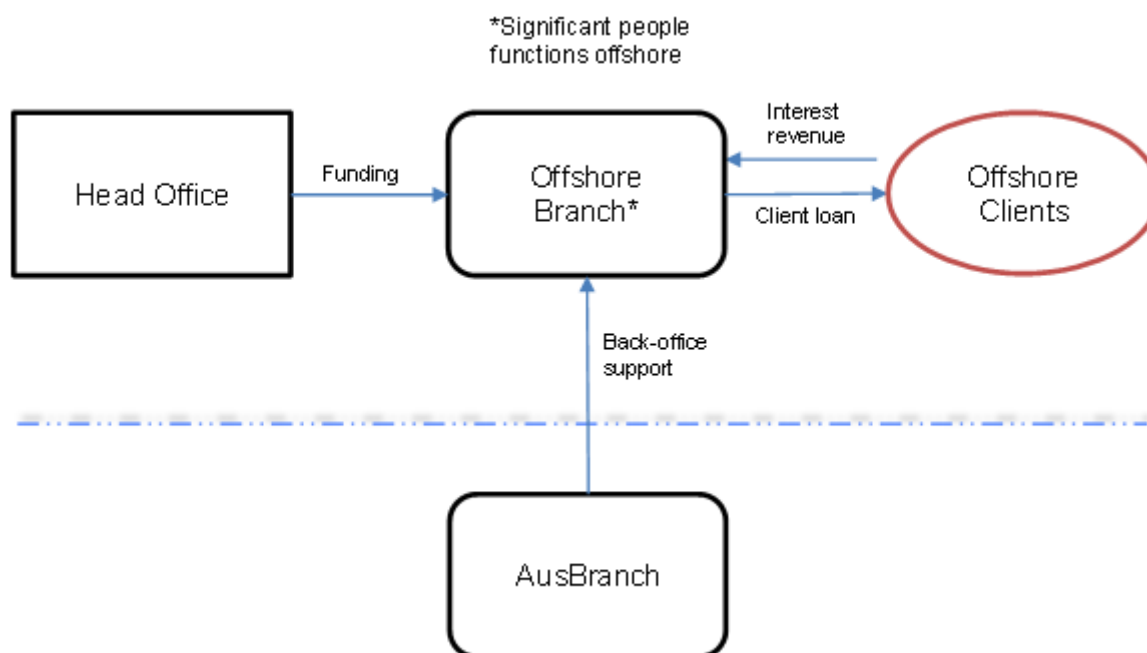 *Significant people
functions offshore
Head Office
Funding
Offshore
Branch*
Interest
revenue
Client loan
Offshore
Clients
Back-office
support
AusBranch